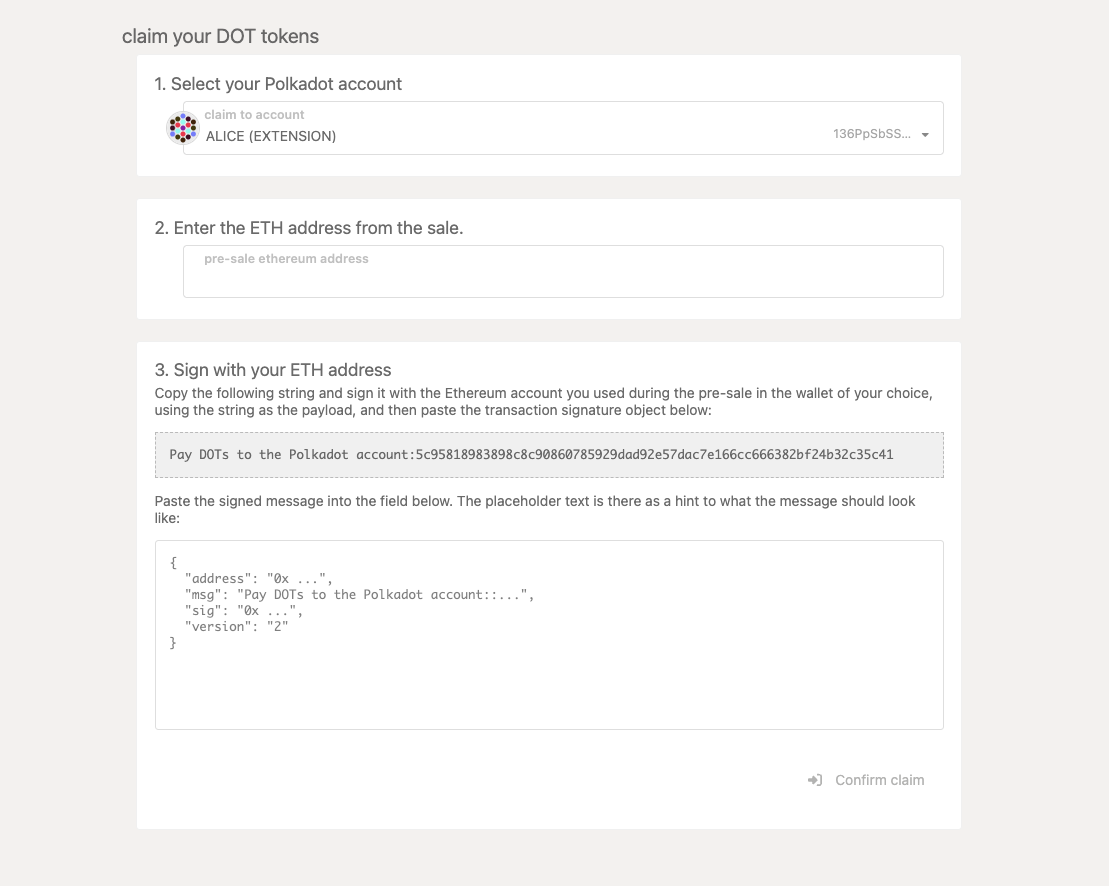 claim your DOT tokens
1. Select your Polkadot account
claim to account
ALICE (EXTENSION)
136PpSbSS...
2. Enter the ETH address from the sale.
pre-sale ethereum address
3. Sign with your ETH address
Copy the following string and sign it with the Ethereum account you used during the pre-sale in the wallet of your choice,
using the string as the payload, and then paste the transaction signature object below:
Pay DOTs to the Polkadot account:5c95818983898c8c90860785929dad92e57dac7e166cc666382bf24b32c35c41
Paste the signed message into the field below. The placeholder text is there as a hint to what the message should look
like:
{
"address": "0x ...",
"msg": "Pay DOTs to the Polkadot account::...",
"sig": "0x ...",
"version": "2"
}
Confirm claim